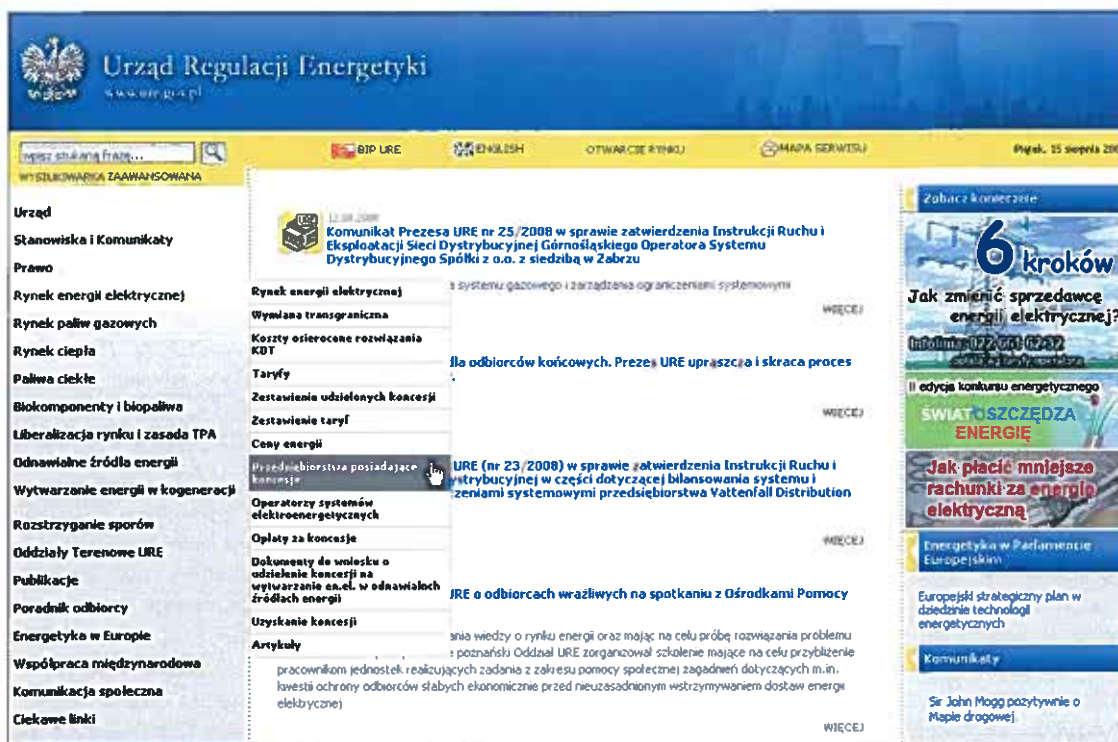 Urząd Regulacji Energetyki
www.ure.gov.pl
wpisz szukaną frazę...
BIP URE
ENGLISH
OTWARCIE RYNKU
MAPA SERWISU
Piątek, 15 sierpnia
WYSZUKIWARKA ZAAWANSOWANA
Urząd
Stanowiska i Komunikaty
Prawo
Rynek energii elektrycznej
Rynek paliw gazowych
Rynek ciepła
Paliwa ciekłe
Biokomponenty i biopaliwa
Liberalizacja rynku i zasada TPA
Odnawialne źródła energii
Wytwarzanie energii w kogeneracji
Rozstrzyganie sporów
Oddziały Terenowe URE
Publikacje
Poradnik odbiorcy
Energetyka w Europie
Współpraca międzynarodowa
Komunikacja społeczna
Ciekawe linki
Rynek energii elektrycznej
Wymiana transgraniczna
Koszty osierocone rozwiązania
KDT
Taryfy
Zestawienia udzielonych koncesji
Zestawienie taryf
Ceny energii
Przedsiębiorstwa posiadające
koncesje
Operatorzy systemów
elektroenergetycznych
Opłaty za koncesje
Dokumenty do wniosku o
udzielenie koncesji na
wytwarzanie en.el. w odnawialnch
źródłach energii
Uzyskanie koncesji
Artykuły
12.08.2008
Komunikat Prezesa URE nr 25/2008 w sprawie zatwierdzenia Instrukcji Ruchu i
Eksploatacji Sieci Dystrybucyjnej Górnośląskiego Operatora Systemu
Dystrybucyjnego Spółki z o.o. z siedzibą w Zabrzu
systemu gazowego i zarządzania ograniczeniami systemowymi
WIĘCEJ
dla odbiorców końcowych. Prezes URE upraszcza i skraca proces
WIĘCEJ
URE (nr 23/2008) w sprawie zatwierdzenia Instrukcji Ruchu i
ystrybucyjnej w części dotyczącej bilansowania systemu i
zeniami systemowymi przedsiębiorstwa Vattenfall Distribution
WIĘCEJ
URE o odbiorcach wrażliwych na spotkaniu z Ośrodkami Pomocy
ania wiedzy o rynku energii oraz mając na celu próbę rozwiązania problemu
poznański Oddział URE zorganizował szkolenie mające na celu przybliżenie
pracownikom jednostek realizujących zadania z zakresu pomocy społecznej zagadnień dotyczących m.in.
kwestii ochrony odbiorców słabych ekonomicznie przed nieuzasadnionym wstrzymywaniem dostaw energii
elektrycznej
WIĘCEJ
Zobacz koniecznie
6
kroków
Jak zmienić sprzedawcę
energii elektrycznej?
Infolinia: 022 661 62 32
II edycja konkursu energetycznego
ŚWIAT OSZCZĘDZA
ENERGIĘ
Jak płacić mniejsze
rachunki za energię
elektryczną
Energetyka w Parlamencie
Europejskim
Europejski strategiczny plan w
dziedzinie technologii
energetycznych
Komunikaty
Sir John Mogg pozytywnie o
Mapie drogowej